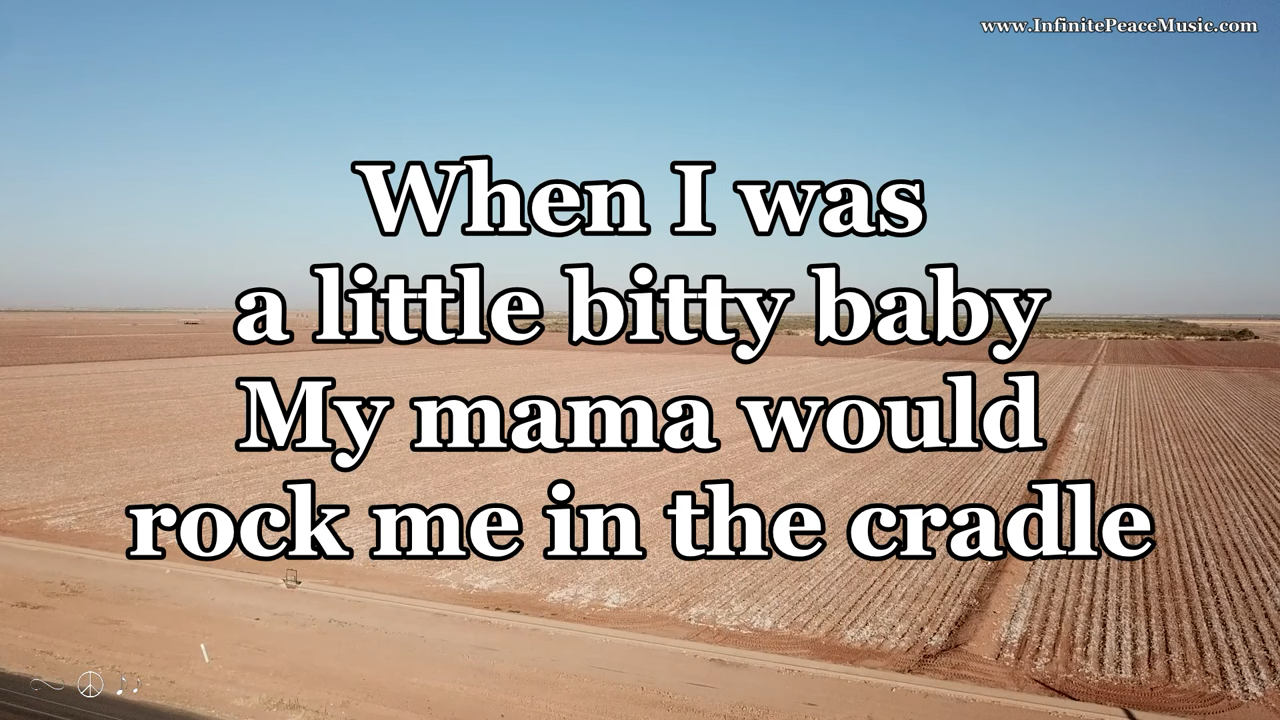 www.InfinitePeaceMusic.com
When I was
a little bitty baby
My mama would
rock me in the cradle